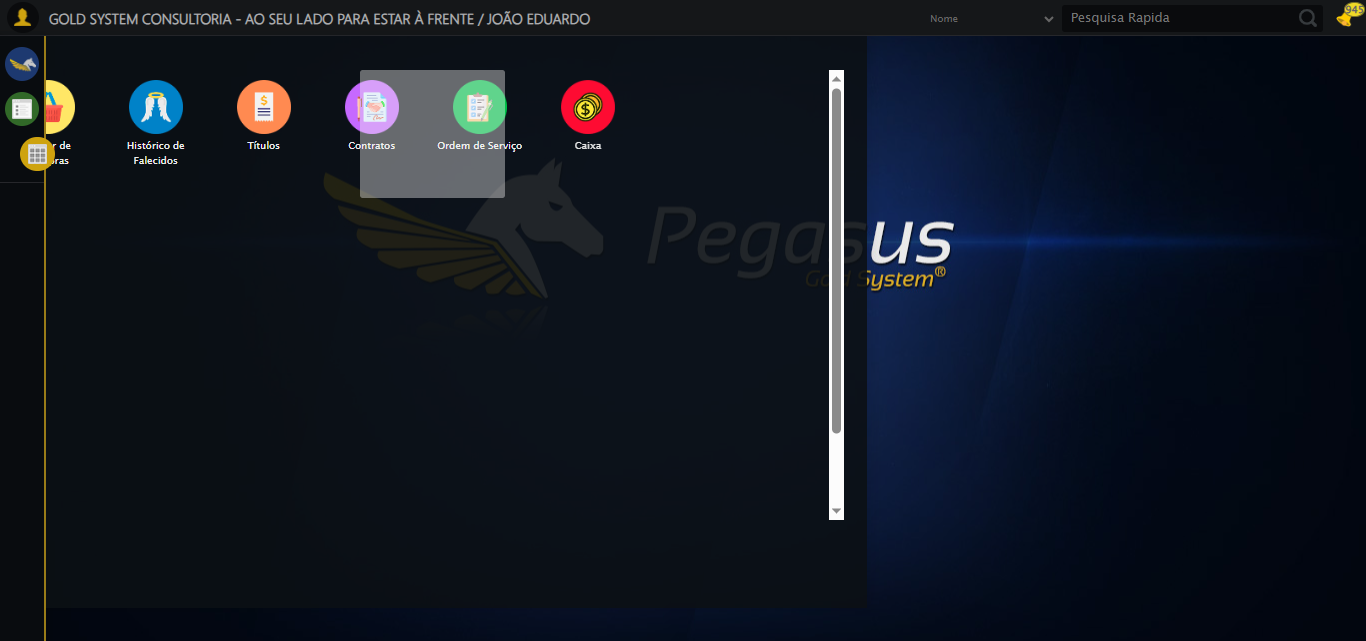 GOLD SYSTEM CONSULTORIA - AO SEU LADO PARA ESTAR À FRENTE / JOÃO EDUARDO
Nome
Pesquisa Rapida
945
Histórico de
Falecidos
Títulos
Contratos
Ordem de Serviço
Caixa
Pegasus
Gold System®